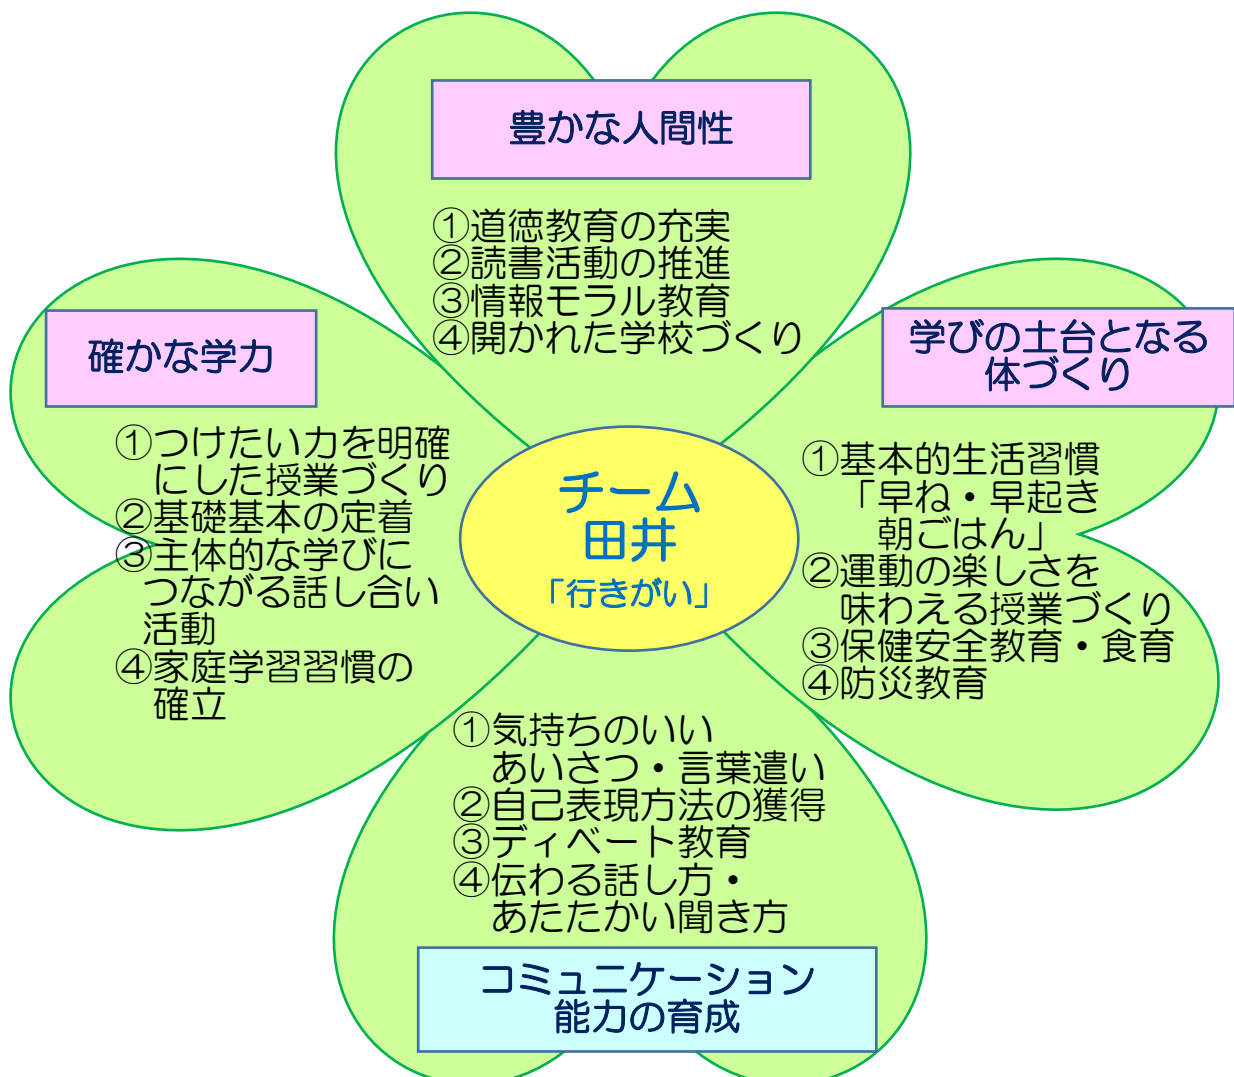 豊かな人間性
①道徳教育の充実
②読書活動の推進
③情報モラル教育
④開かれた学校づくり
確かな学力
①つけたい力を明確
にした授業づくり
②基礎基本の定着
③主体的な学びに
つながる話し合い
活動
④家庭学習習慣の
確立
チーム
田井
「行きがい」
学びの土台となる
体づくり
①基本的生活習慣
「早ね・早起き
朝ごはん」
②運動の楽しさを
味わえる授業づくり
③保健安全教育・食育
④防災教育
①気持ちのいい
あいさつ・言葉遣い
②自己表現方法の獲得
③ディベート教育
④伝わる話し方・
あたたかい聞き方
コミュニケーション
能力の育成